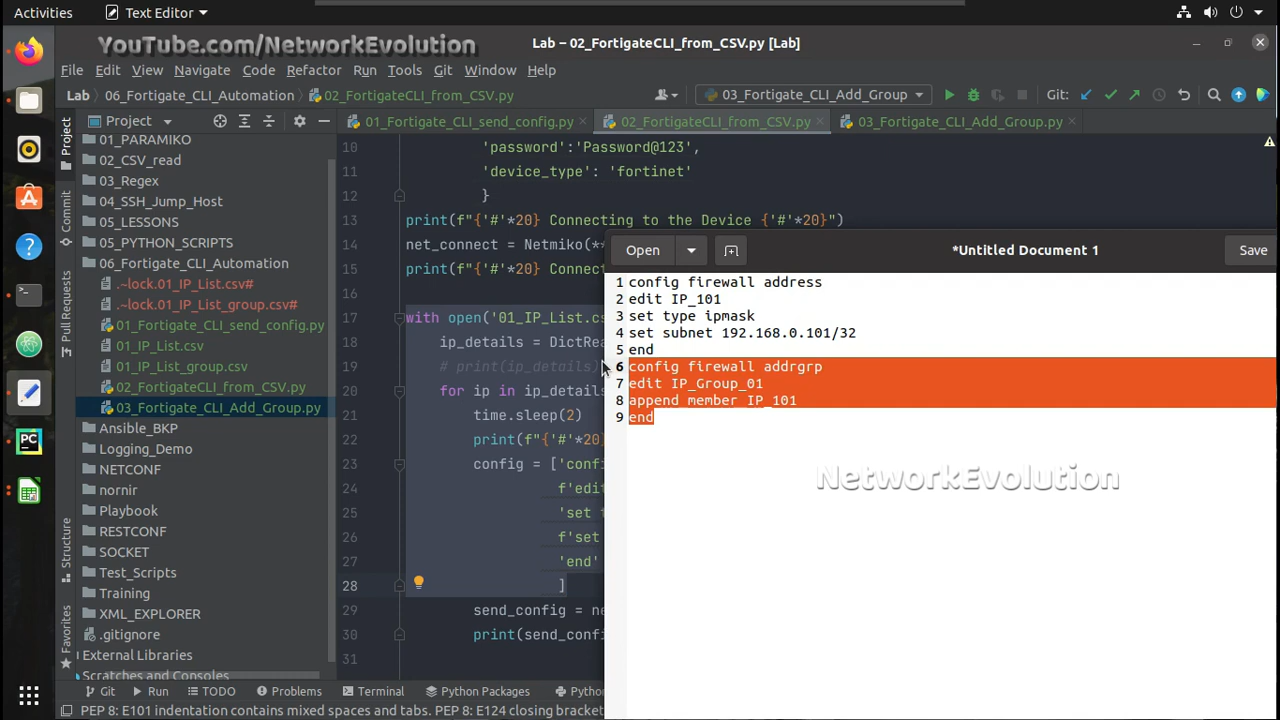 Activities
Text Editor
YouTube.com/NetworkEvolution
Lab – 02_FortigateCLI_from_CSV.py [Lab]
File Edit View Navigate Code Refactor Run Tools Git Window Help
Lab 06_Fortigate_CLI_Automation 02_FortigateCLI_from_CSV.py
03_Fortigate_CLI_Add_Group
Git:
Project
01_Fortigate_CLI_send_config.py
02_FortigateCLI_from_CSV.py
03_Fortigate_CLI_Add_Group.py
Project
Commit
Pull Requests
Structure
Favorites
01_PARAMIKO
02_CSV_read
03_Regex
04_SSH_Jump_Host
05_LESSONS
05_PYTHON_SCRIPTS
06_Fortigate_CLI_Automation
.~lock.01_IP_List.csv#
.~lock.01_IP_List_group.csv#
01_Fortigate_CLI_send_config.py
01_IP_List.csv
01_IP_List_group.csv
02_FortigateCLI_from_CSV.py
03_Fortigate_CLI_Add_Group.py
Ansible_BKP
Logging_Demo
NETCONF
nornir
Playbook
RESTCONF
SOCKET
Test_Scripts
Training
XML_EXPLORER
.gitignore
External Libraries
Scratches and Consoles
10 'password':'Password@123',
11 'device_type': 'fortinet'
12 }
13 print(f"{'#'*20} Connecting to the Device {'#'*20}")
14 net_connect = Netmiko(**
15 print(f"{'#'*20} Connec
16
17 with open('01_IP_List.cs
18 ip_details = DictRea
19 # print(ip_details)
20 for ip in ip_details
21 time.sleep(2)
22 print(f"{'#'*20}
23 config = ['confi
24 f'edit
25 'set t
26 f'set
27 'end'
28 ]
29 send_config = ne
30 print(send_confi
31
Open
*Untitled Document 1
Save
1 config firewall address
2 edit IP_101
3 set type ipmask
4 set subnet 192.168.0.101/32
5 end
6 config firewall addrgrp
7 edit IP_Group_01
8 append member IP_101
9 end
NetworkEvolution
Git Run TODO Problems Terminal Python Packages Pytho
PEP 8: E101 indentation contains mixed spaces and tabs. PEP 8: E124 closing bracket